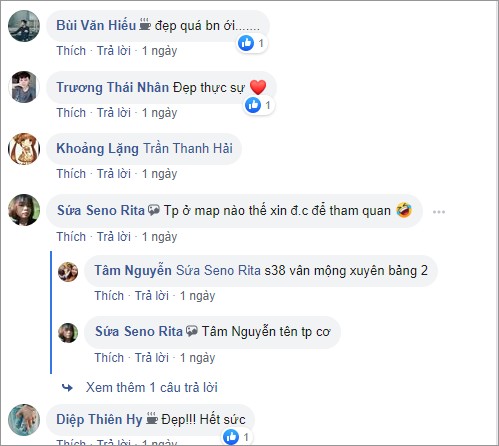 Bùi Văn Hiếu đẹp quá bn ới.......
1
Thích · Trả lời · 1 ngày
Trương Thái Nhân Đẹp thực sự
1
Thích · Trả lời · 1 ngày
Khoảng Lặng Trần Thanh Hải
Thích · Trả lời · 1 ngày
Sứa Seno Rita Tp ở map nào thế xin đ.c để tham quan
Thích · Trả lời · 1 ngày
Tâm Nguyễn Sứa Seno Rita s38 vân mộng xuyên bảng 2
Thích · Trả lời · 1 ngày
Sứa Seno Rita Tâm Nguyễn tên tp cơ
Thích · Trả lời · 1 ngày
Xem thêm 1 câu trả lời
Diệp Thiên Hy Đẹp!!! Hết sức
1
Thích · Trả lời · 1 ngày